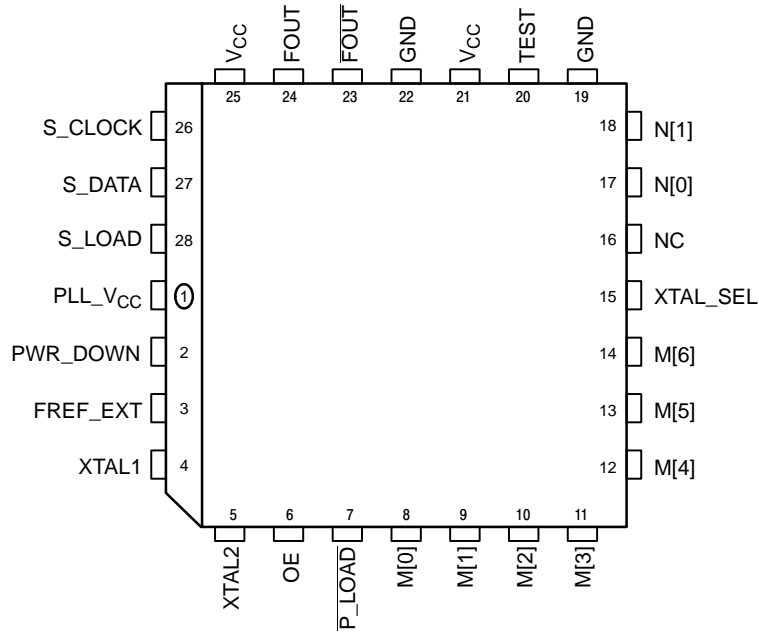 VCC
FOUT
FOUT
GND
VCC
TEST
GND
25
24
23
22
21
20
19
S_CLOCK 26
18 N[1]
S_DATA 27
17 N[0]
S_LOAD 28
16 NC
PLL_VCC 1
15 XTAL_SEL
PWR_DOWN 2
14 M[6]
FREF_EXT 3
13 M[5]
XTAL1 4
12 M[4]
5
6
7
8
9
10
11
XTAL2
OE
P_LOAD
M[0]
M[1]
M[2]
M[3]